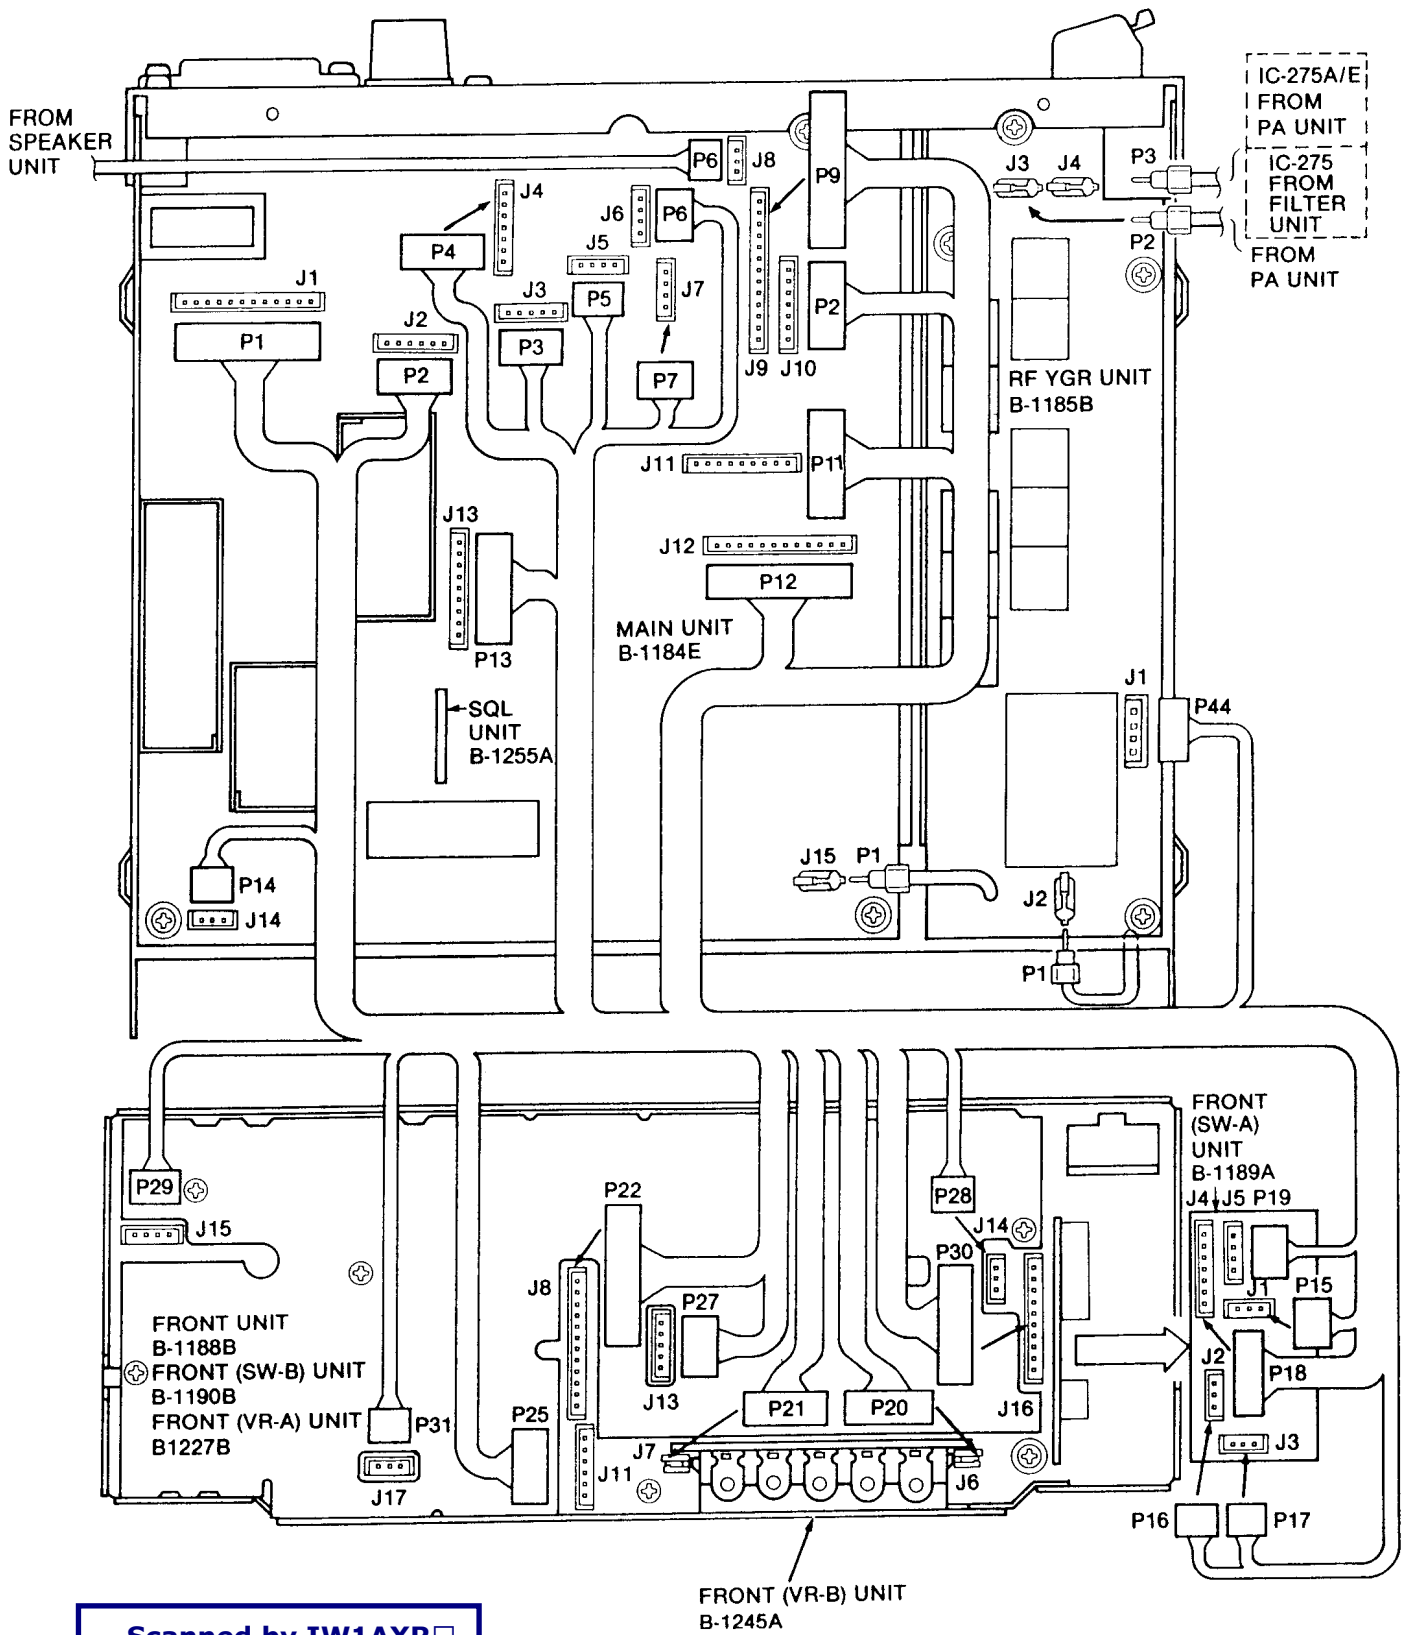 FROM
SPEAKER
UNIT
IC-275A/E
FROM
PA UNIT
IC-275
FROM
FILTER
UNIT
FROM
PA UNIT
P6
J8
P9
J3
J4
P3
P2
J4
J6
P6
P4
J5
J7
P5
J1
J3
P2
P1
J2
P3
P2
P7
J9
J10
RF YGR UNIT
B-1185B
J11
P11
J13
J12
P12
P13
MAIN UNIT
B-1184E
J1
P44
SQL
UNIT
B-1255A
J15
P1
P14
J2
J14
P1
FRONT
(SW-A)
UNIT
B-1189A
J4
J5
P19
P29
P22
P28
J15
J14
P30
J8
P27
J1
P15
FRONT UNIT
B-1188B
FRONT (SW-B) UNIT
B-1190B
FRONT (VR-A) UNIT
B1227B
P31
P25
J13
P21
P20
J16
J2
P18
J7
J11
J6
J3
J17
P16
P17
FRONT (VR-B) UNIT
B-1245A